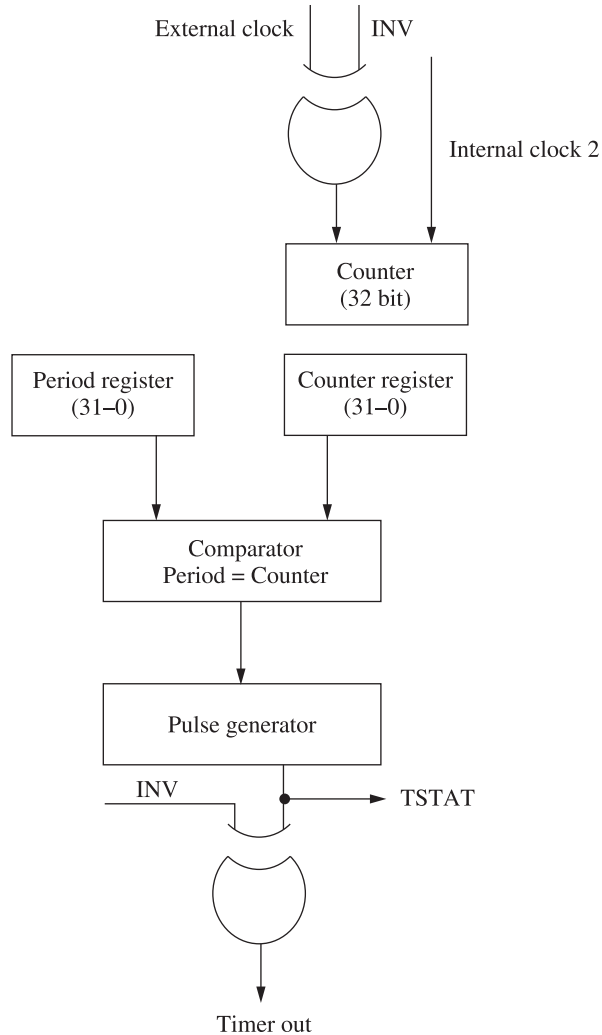 External clock
INV
Internal clock 2
Counter
(32 bit)
Period register
(31–0)
Counter register
(31–0)
Comparator
Period = Counter
Pulse generator
INV
TSTAT
Timer out